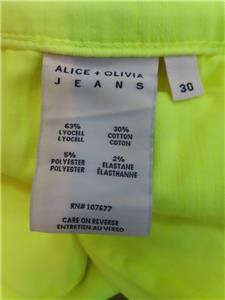 ALICE + OLIVIA
JEANS
30
63% 30%
LYOCELL COTTON
LYOCELL COTON
5% 2%
POLYESTER ELASTANE
POLYESTER ÉLASTHANNE
RN# 107677
CARE ON REVERSE
ENTRETIEN AU VERSO